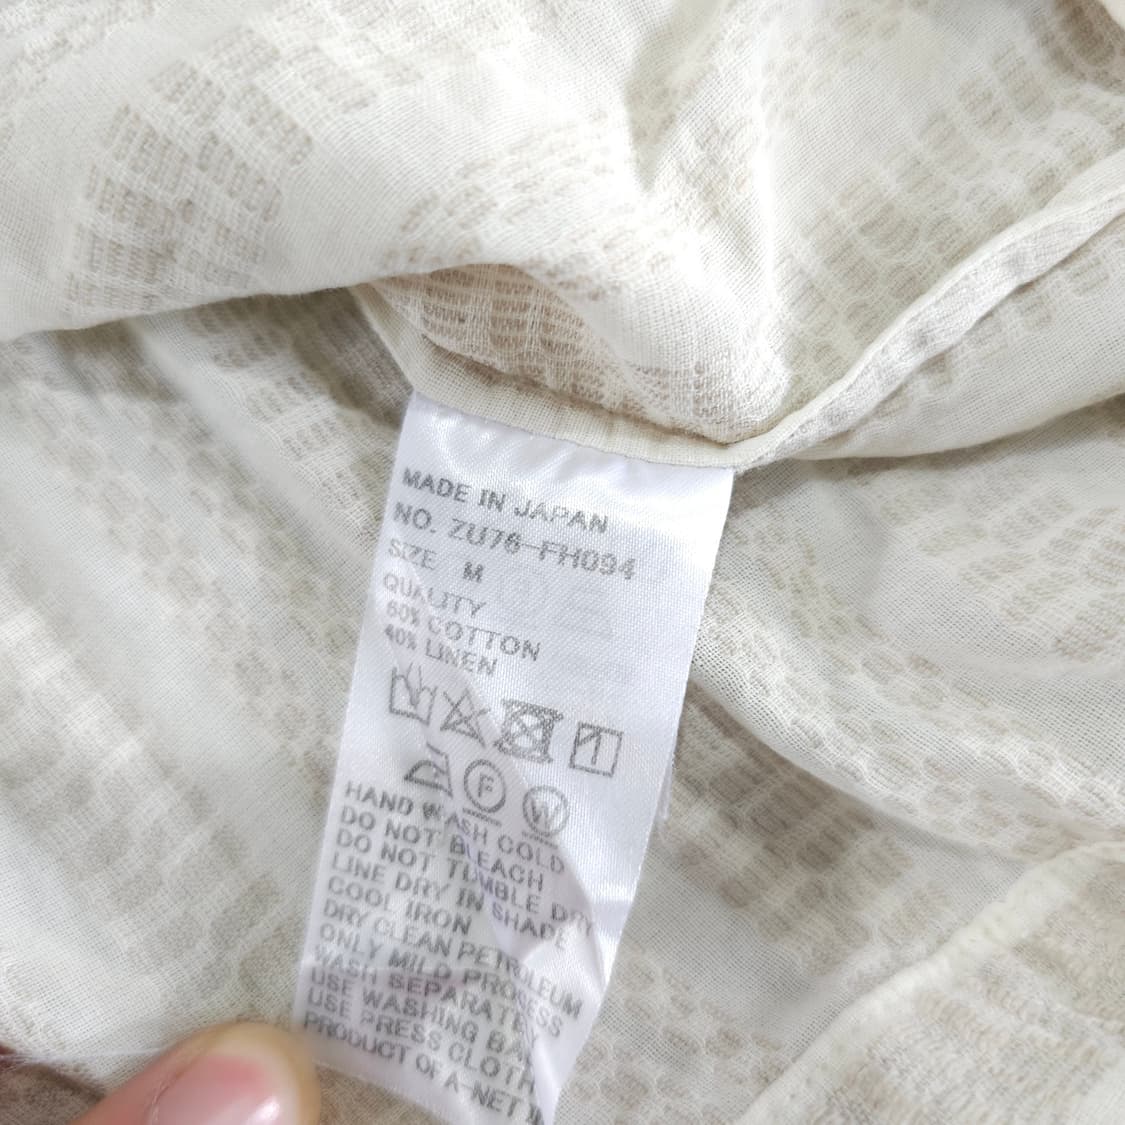 MADE IN JAPAN
NO. ZU76-FH094
SIZE M
QUALITY
60% COTTON
40% LINEN
F W
HAND WASH COLD
DO NOT BLEACH
DO NOT TUMBLE DRY
LINE DRY IN SHADE
COOL IRON
DRY CLEAN PETROLEUM
ONLY MILD PROCESS
WASH SEPARATELY
USE WASHING BA
USE PRESS CLOTH
PRODUCT OF A-NET I